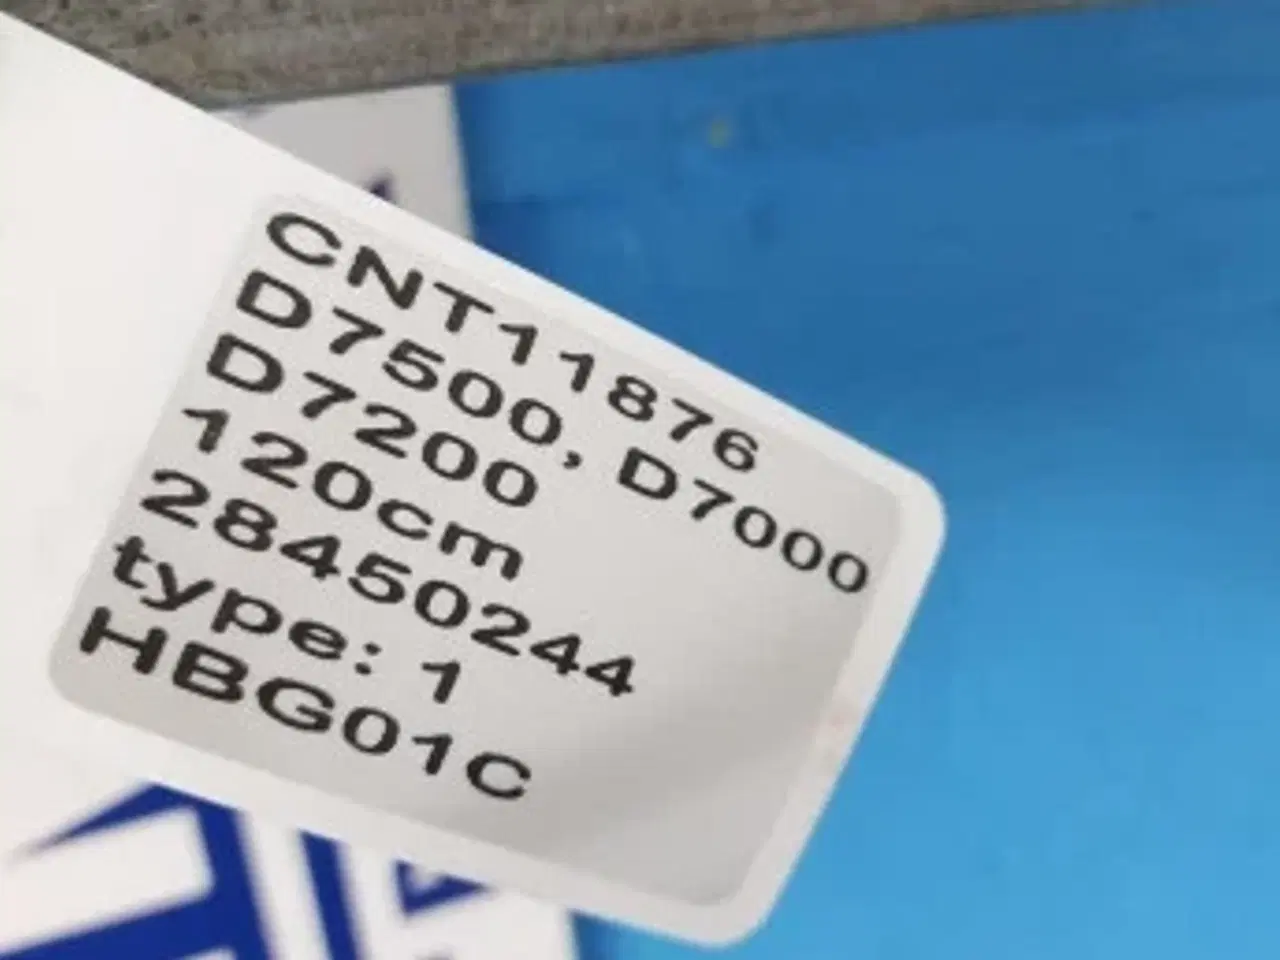 CNT11876
D7500, D7000
D7200
120cm
28450244
type: 1
HBG01C